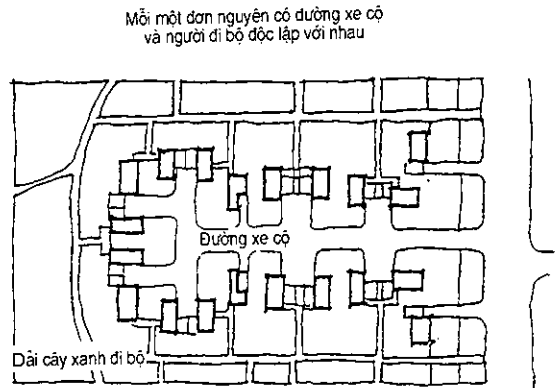 Mỗi một đơn nguyên có đường xe cộ
và người đi bộ độc lập với nhau
Đường xe cộ
Dải cây xanh đi bộ